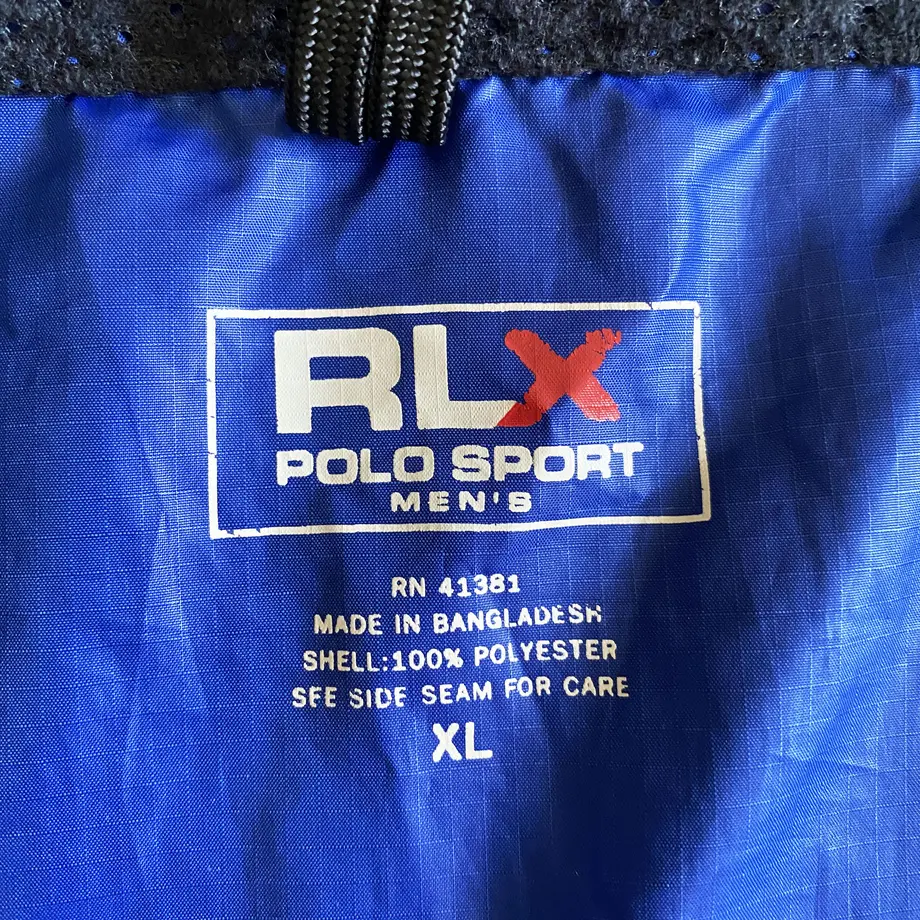 RLX
POLO SPORT
MEN'S
RN 41381
MADE IN BANGLADESH
SHELL:100% POLYESTER
SEE SIDE SEAM FOR CARE
XL